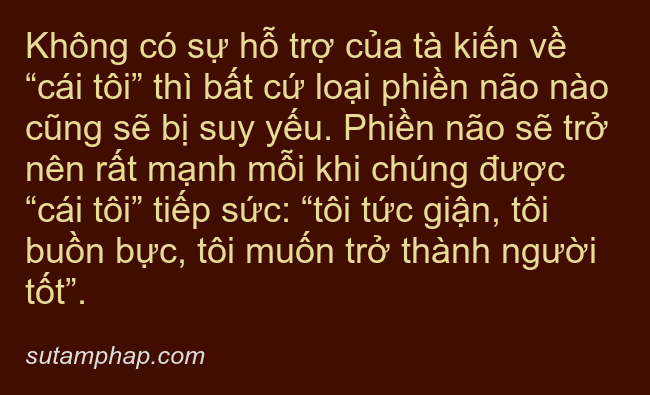 Không có sự hỗ trợ của tà kiến về
“cái tôi” thì bất cứ loại phiền não nào
cũng sẽ bị suy yếu. Phiền não sẽ trở
nên rất mạnh mỗi khi chúng được
“cái tôi” tiếp sức: “tôi tức giận, tôi
buồn bực, tôi muốn trở thành người
tốt”.
sutamphap.com